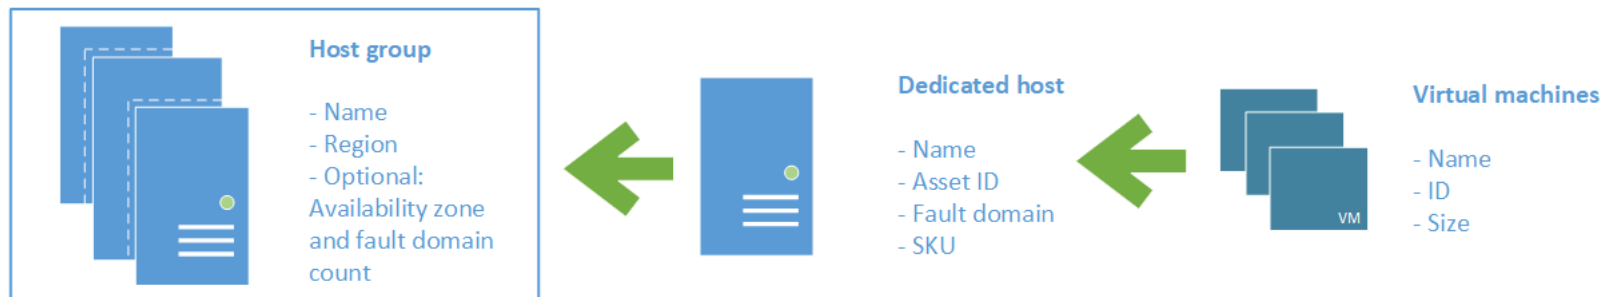 Host group
- Name
- Region
- Optional:
Availability zone
and fault domain
count
Dedicated host
- Name
- Asset ID
- Fault domain
- SKU
VM
Virtual machines
- Name
- ID
- Size